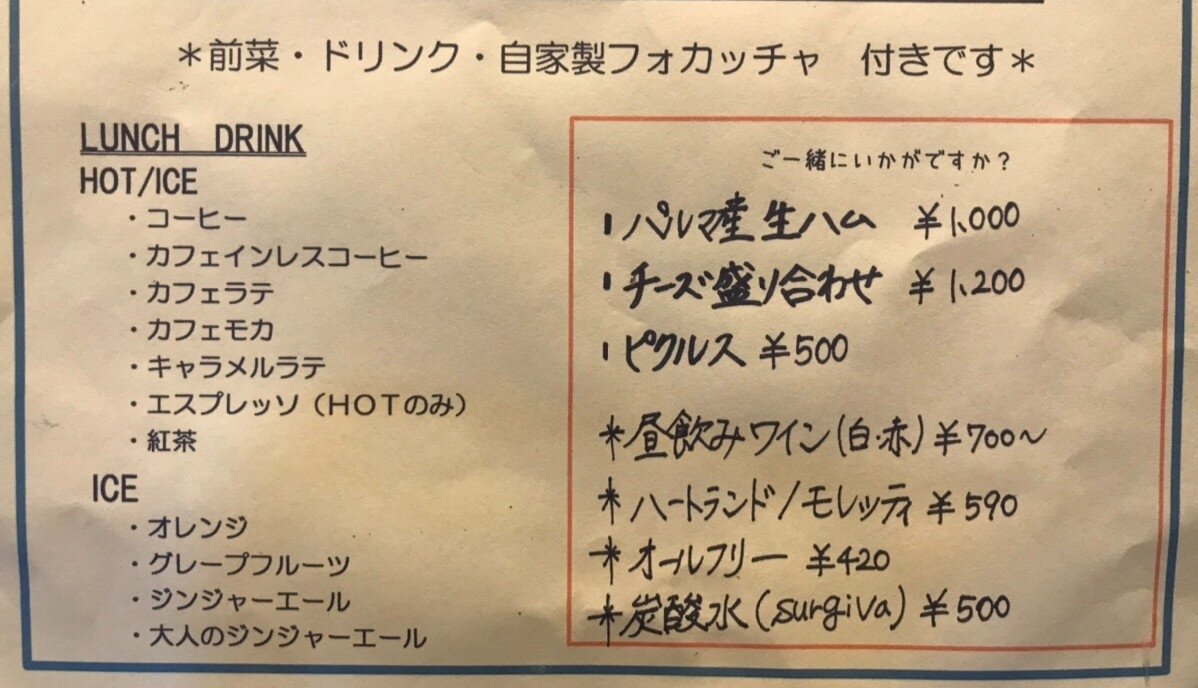 ＊前菜・ドリンク・自家製フォカッチャ　付きです＊
LUNCH DRINK
HOT/ICE
・コーヒー
・カフェインレスコーヒー
・カフェラテ
・カフェモカ
・キャラメルラテ
・エスプレッソ（ＨＯＴのみ）
・紅茶
ICE
・オレンジ
・グレープフルーツ
・ジンジャーエール
・大人のジンジャーエール
ご一緒にいかがですか？
・パルマ産生ハム ¥1,000
・チーズ盛り合わせ ¥1,200
・ピクルス ¥500
＊昼飲みワイン(白・赤) ¥700〜
＊ハートランド/モレッティ ¥590
＊オールフリー ¥420
＊炭酸水(surgiva) ¥500